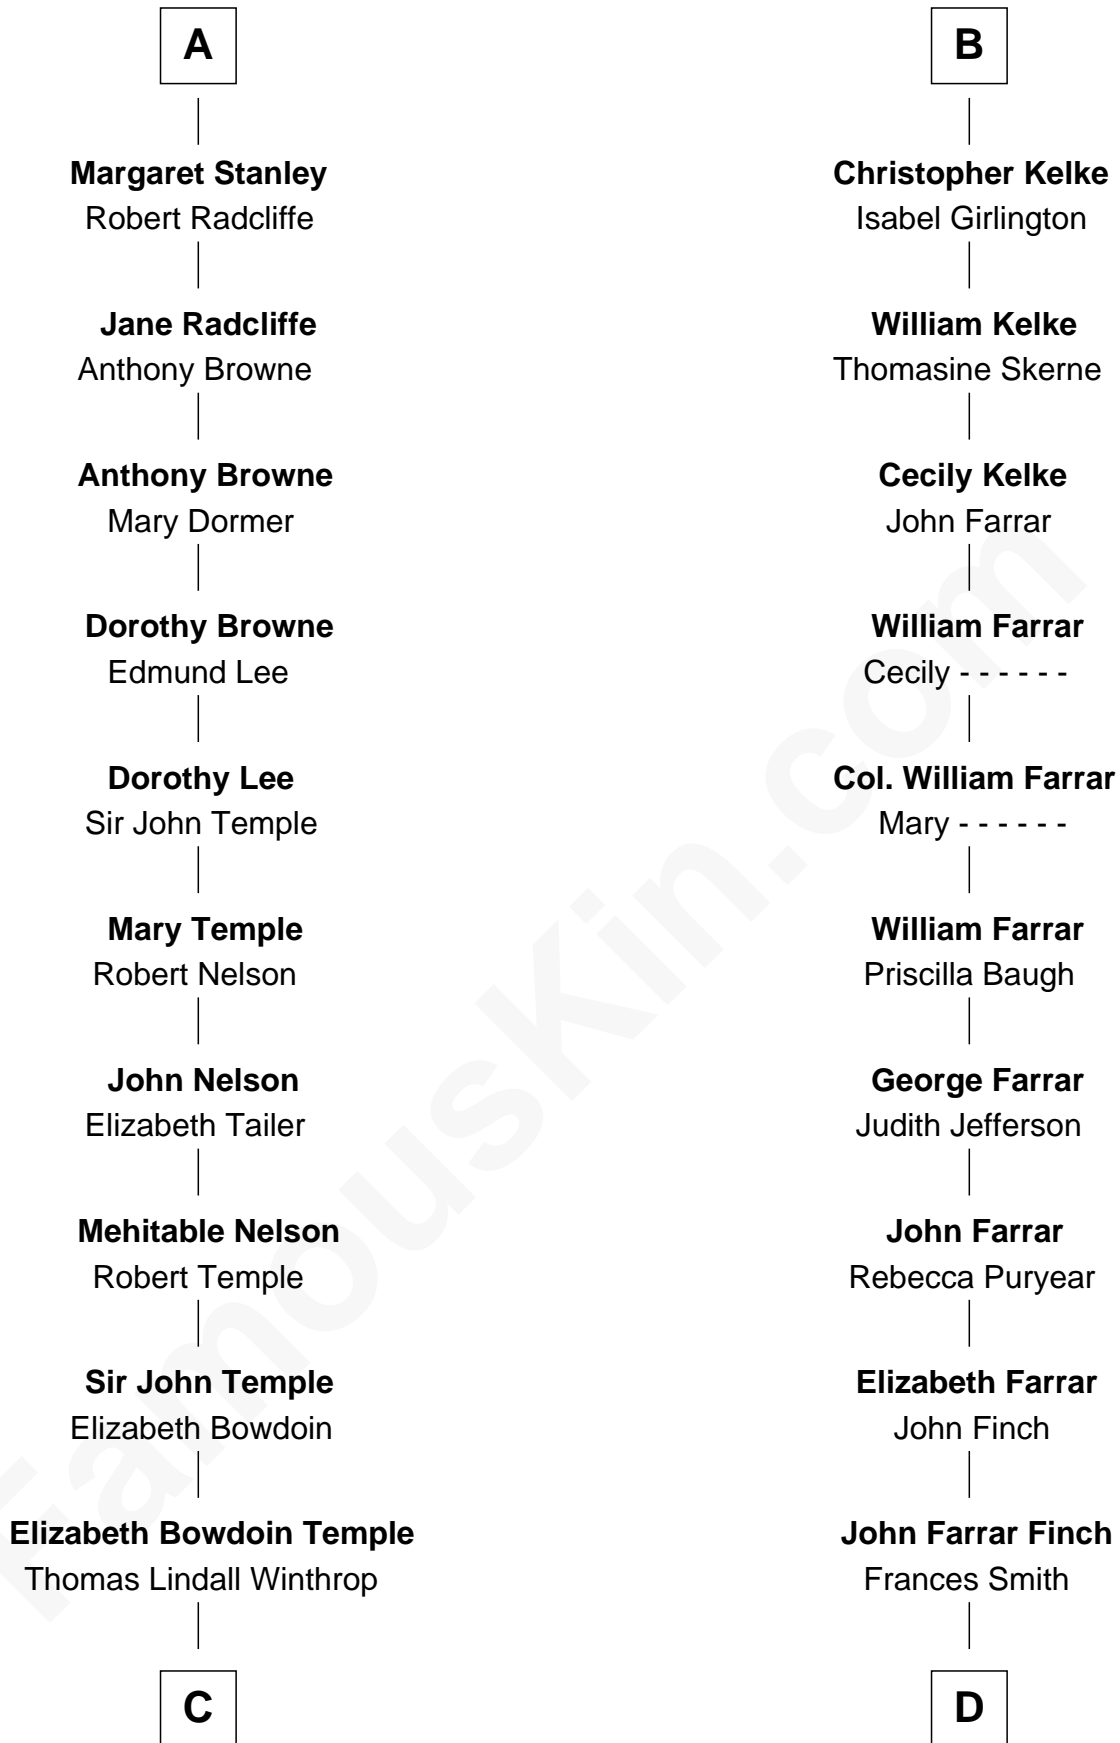 A
Margaret Stanley
Robert Radcliffe
Jane Radcliffe
Anthony Browne
Anthony Browne
Mary Dormer
Dorothy Browne
Edmund Lee
Dorothy Lee
Sir John Temple
Mary Temple
Robert Nelson
John Nelson
Elizabeth Tailer
Mehitable Nelson
Robert Temple
Sir John Temple
Elizabeth Bowdoin
Elizabeth Bowdoin Temple
Thomas Lindall Winthrop
C
B
Christopher Kelke
Isabel Girlington
William Kelke
Thomasine Skerne
Cecily Kelke
John Farrar
William Farrar
Cecily - - - - - -
Col. William Farrar
Mary - - - - - -
William Farrar
Priscilla Baugh
George Farrar
Judith Jefferson
John Farrar
Rebecca Puryear
Elizabeth Farrar
John Finch
John Farrar Finch
Frances Smith
D
FamousKin.com